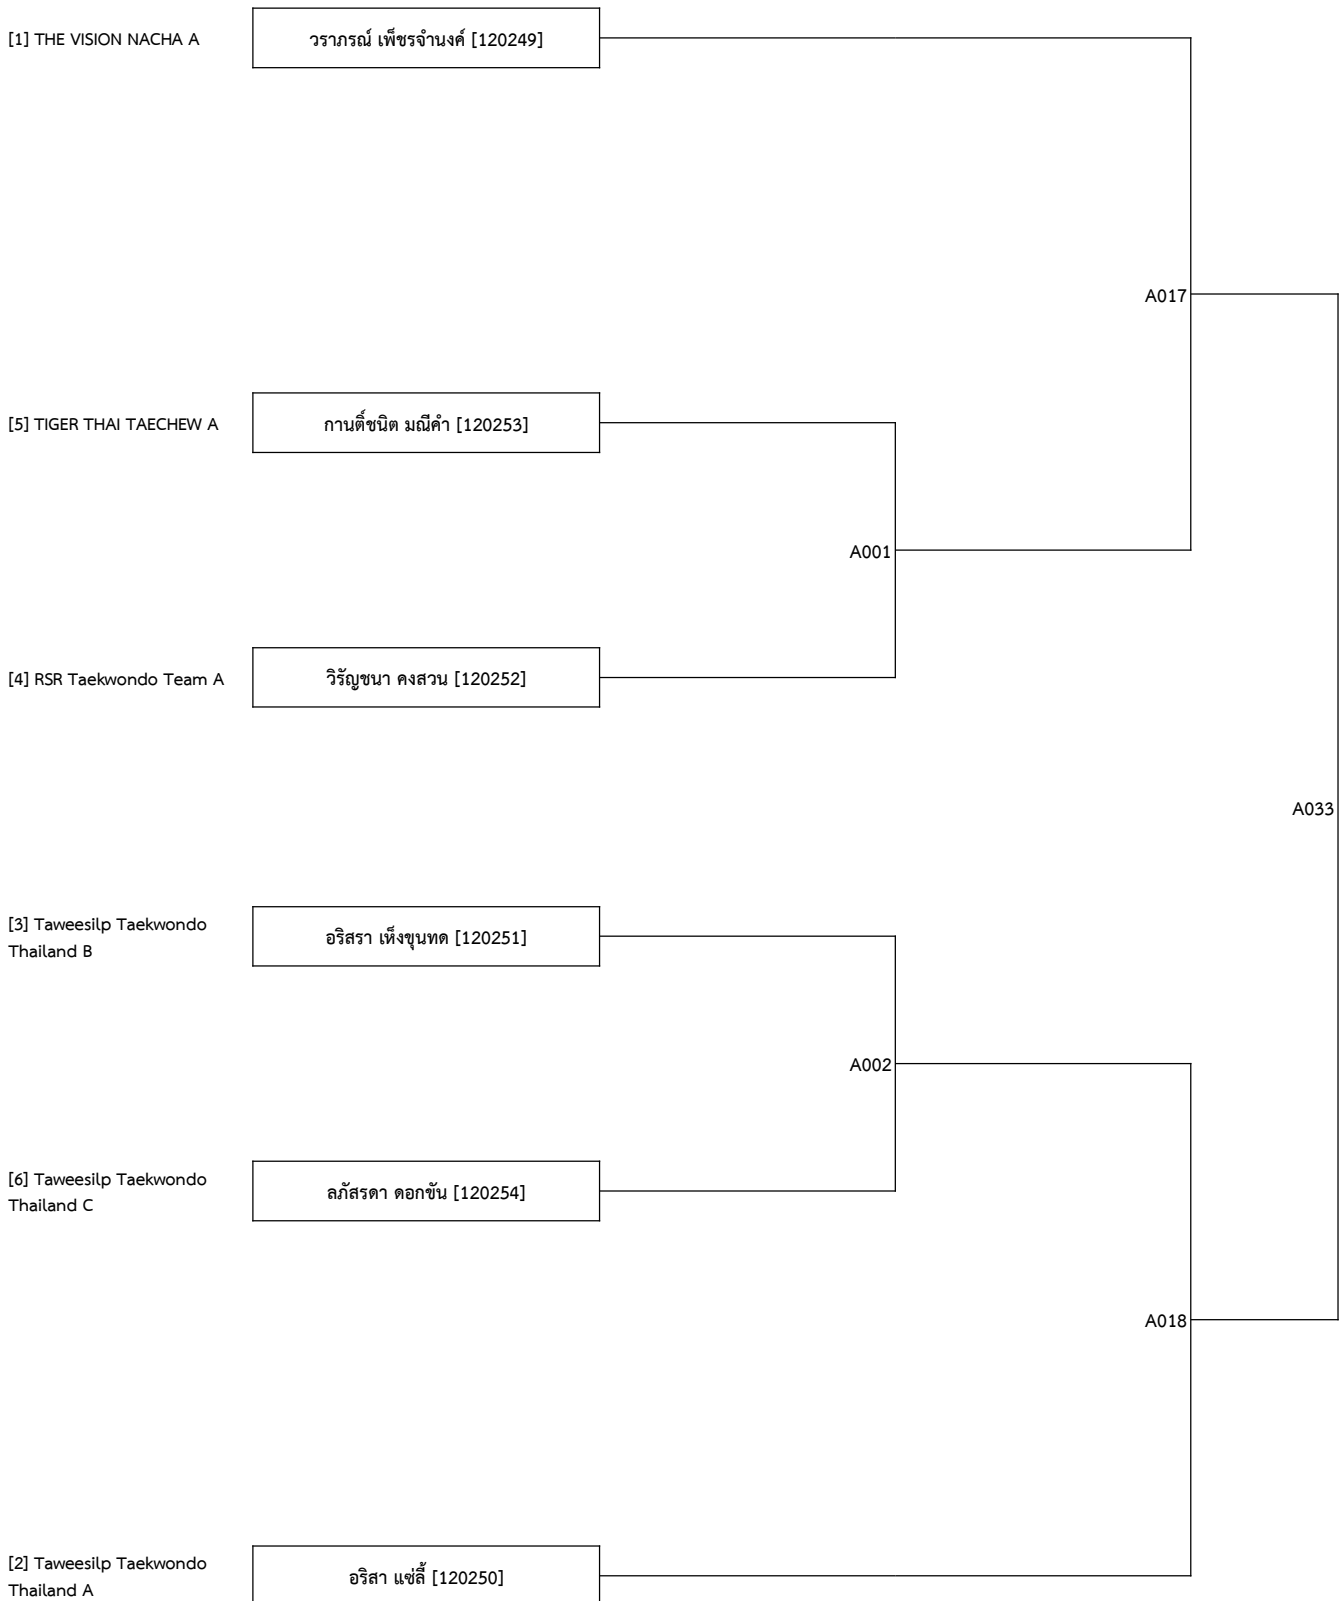 [1] THE VISION NACHA A
วราภรณ์ เพ็ชรจำนงค์ [120249]
A017
[5] TIGER THAI TAECHEW A
กานติ์ชนิต มณีคำ [120253]
A001
[4] RSR Taekwondo Team A
วิรัญชนา คงสวน [120252]
A033
[3] Taweesilp Taekwondo
Thailand B
อริสรา เห็งขุนทด [120251]
A002
[6] Taweesilp Taekwondo
Thailand C
ลภัสรดา ดอกขัน [120254]
A018
[2] Taweesilp Taekwondo
Thailand A
อริสา แซ่ลี้ [120250]